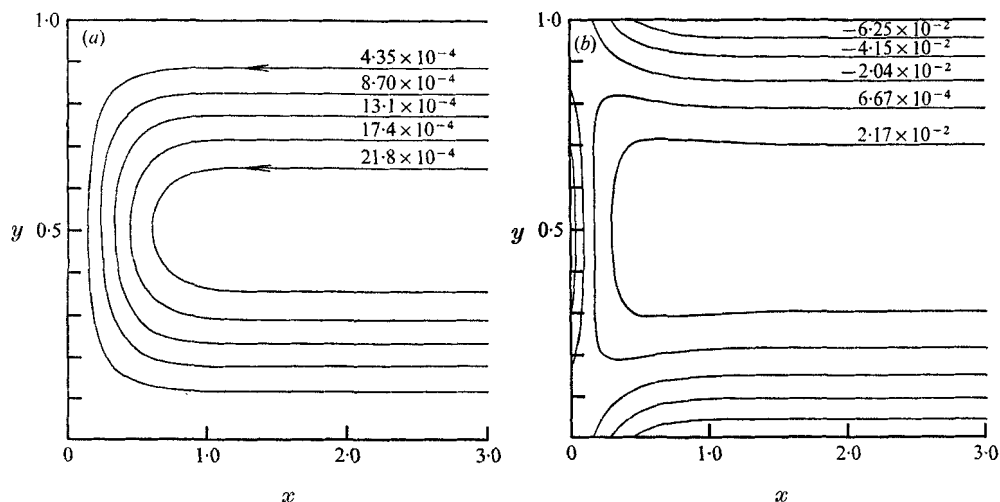 (a)
1·0
y 0·5
0
1·0
2·0
3·0
x
4·35 × 10⁻⁴
8·70 × 10⁻⁴
13·1 × 10⁻⁴
17·4 × 10⁻⁴
21·8 × 10⁻⁴
(b)
1·0
y 0·5
0
0
1·0
2·0
3·0
x
−6·25 × 10⁻²
−4·15 × 10⁻²
−2·04 × 10⁻²
6·67 × 10⁻⁴
2·17 × 10⁻²